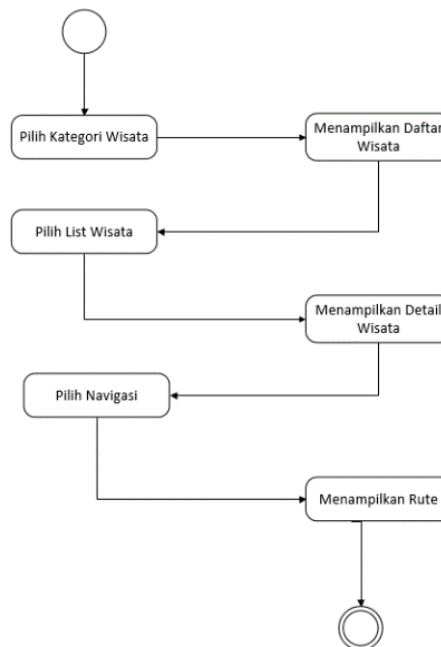 Pilih Kategori Wisata
Menampilkan Daftar
Wisata
Pilih List Wisata
Menampilkan Detail
Wisata
Pilih Navigasi
Menampilkan Rute